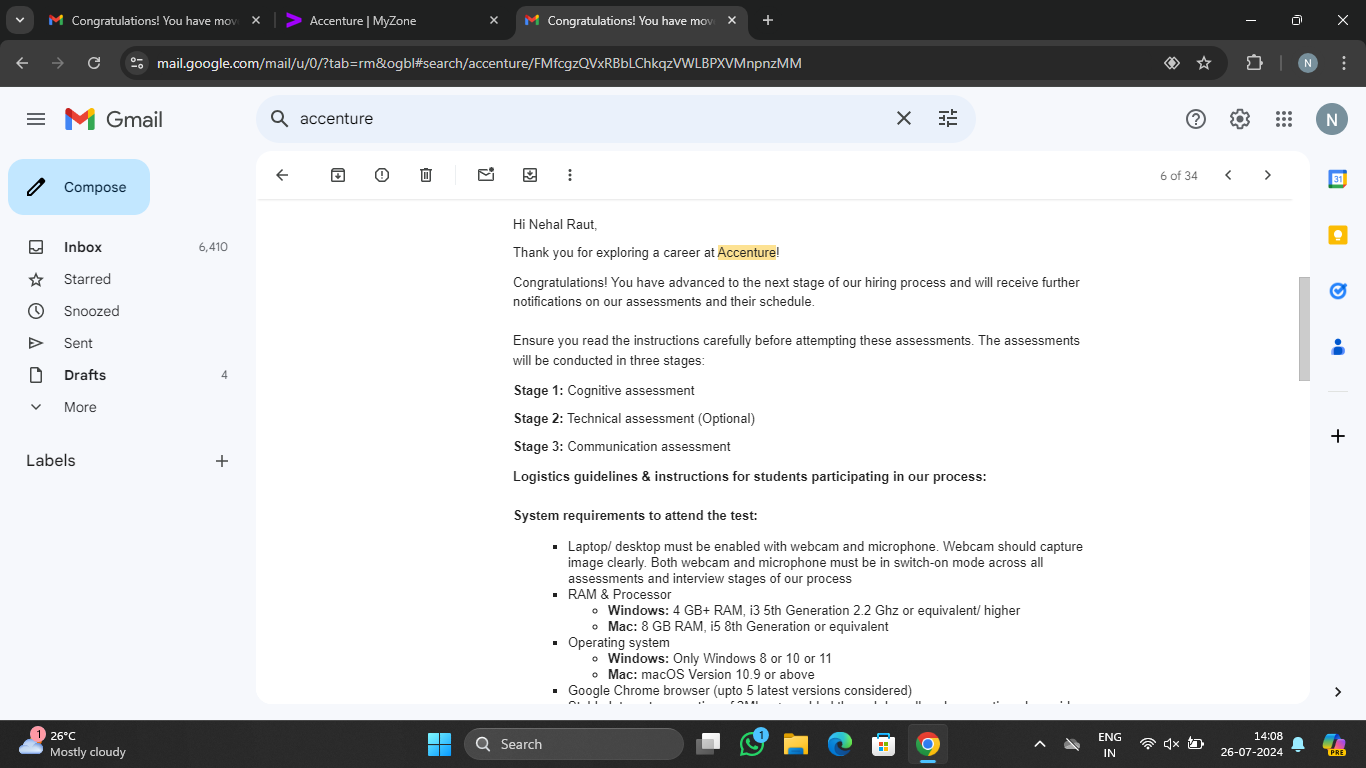 Congratulations! You have mov
Accenture | MyZone
Congratulations! You have mov
mail.google.com/mail/u/0/?tab=rm&ogbl#search/accenture/FMfcgzQVxRBbLChkqzVWLBPXVMnpnzMM
N
Gmail
accenture
N
Compose
6 of 34
31
Inbox 6,410
Starred
Snoozed
Sent
Drafts 4
More
Labels
Hi Nehal Raut,
Thank you for exploring a career at Accenture!
Congratulations! You have advanced to the next stage of our hiring process and will receive further
notifications on our assessments and their schedule.
Ensure you read the instructions carefully before attempting these assessments. The assessments
will be conducted in three stages:
Stage 1: Cognitive assessment
Stage 2: Technical assessment (Optional)
Stage 3: Communication assessment
Logistics guidelines & instructions for students participating in our process:
System requirements to attend the test:
Laptop/ desktop must be enabled with webcam and microphone. Webcam should capture
image clearly. Both webcam and microphone must be in switch-on mode across all
assessments and interview stages of our process
RAM & Processor
Windows: 4 GB+ RAM, i3 5th Generation 2.2 Ghz or equivalent/ higher
Mac: 8 GB RAM, i5 8th Generation or equivalent
Operating system
Windows: Only Windows 8 or 10 or 11
Mac: macOS Version 10.9 or above
Google Chrome browser (upto 5 latest versions considered)
1
26°C
Mostly cloudy
Search
1
ENG
IN
14:08
26-07-2024
PRE